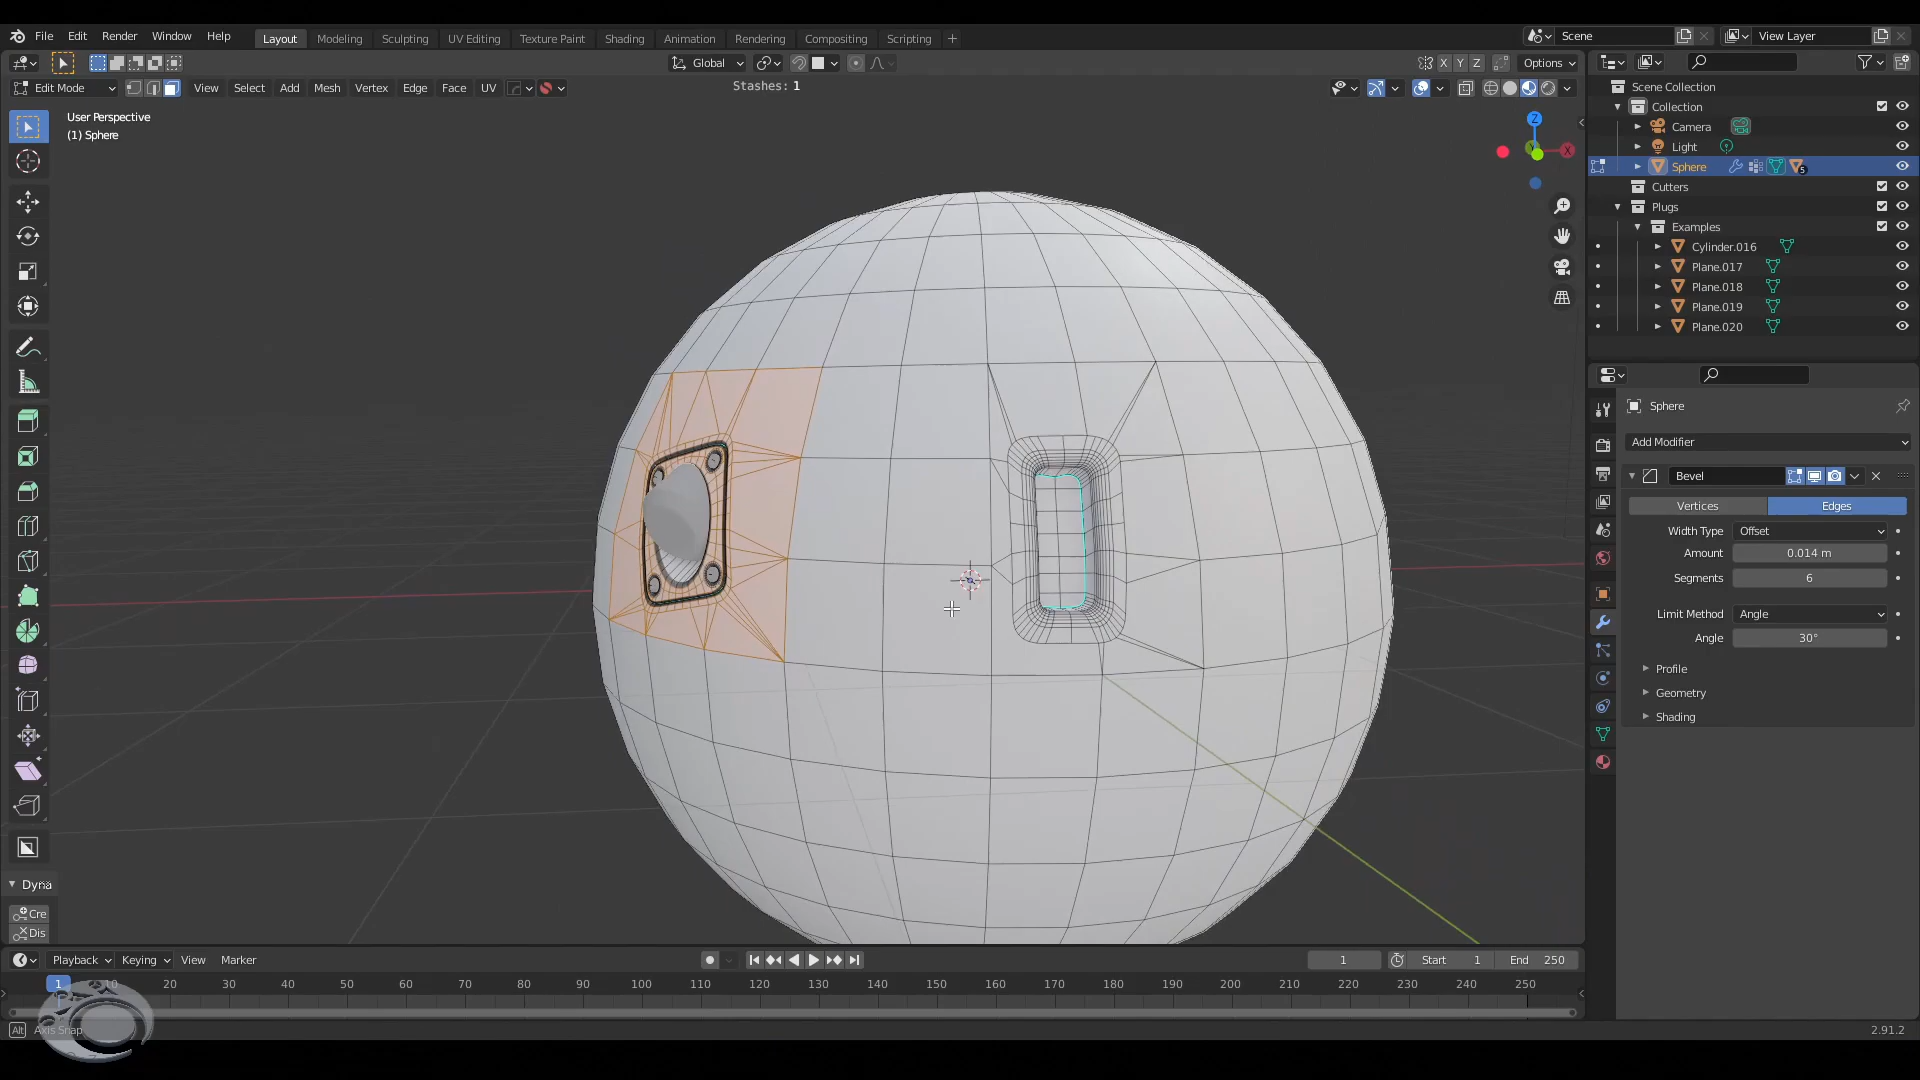 File Edit Render Window Help Layout Modeling Sculpting UV Editing Texture Paint Shading Animation Rendering Compositing Scripting + Scene View Layer
Global Options
Edit Mode View Select Add Mesh Vertex Edge Face UV Stashes: 1
X Y Z
User Perspective
(1) Sphere
Z
X
Scene Collection
Collection
Camera
Light
Sphere 5
Cutters
Plugs
Examples
Cylinder.016
Plane.017
Plane.018
Plane.019
Plane.020
Sphere
Add Modifier
Bevel
Vertices Edges
Width Type Offset
Amount 0.014 m
Segments 6
Limit Method Angle
Angle 30°
Profile
Geometry
Shading
Dyna
Cre
Dis
Playback Keying View Marker 1 Start 1 End 250
1 10 20 30 40 50 60 70 80 90 100 110 120 130 140 150 160 170 180 190 200 210 220 230 240 250
Alt Axis Snap 2.91.2